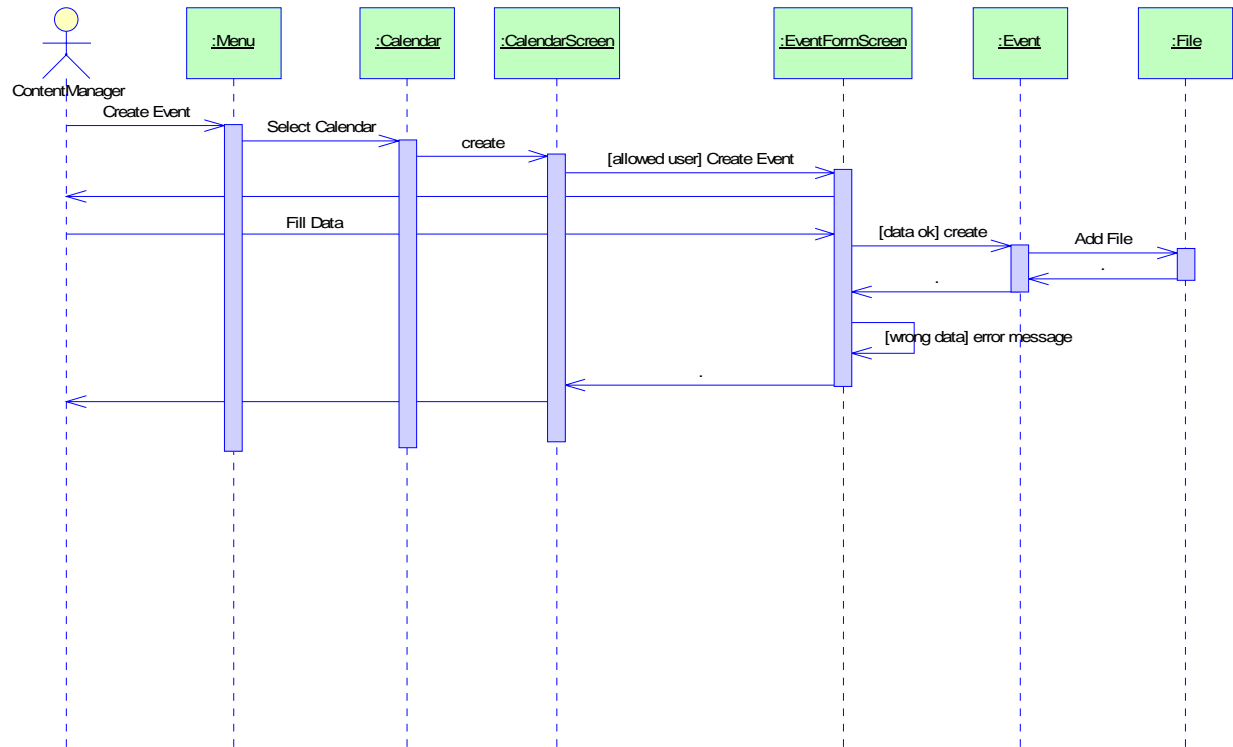 :Menu
:Calendar
:CalendarScreen
:EventFormScreen
:Event
:File
ContentManager
Create Event
Select Calendar
create
[allowed user] Create Event
Fill Data
[data ok] create
Add File
.
.
[wrong data] error message
.